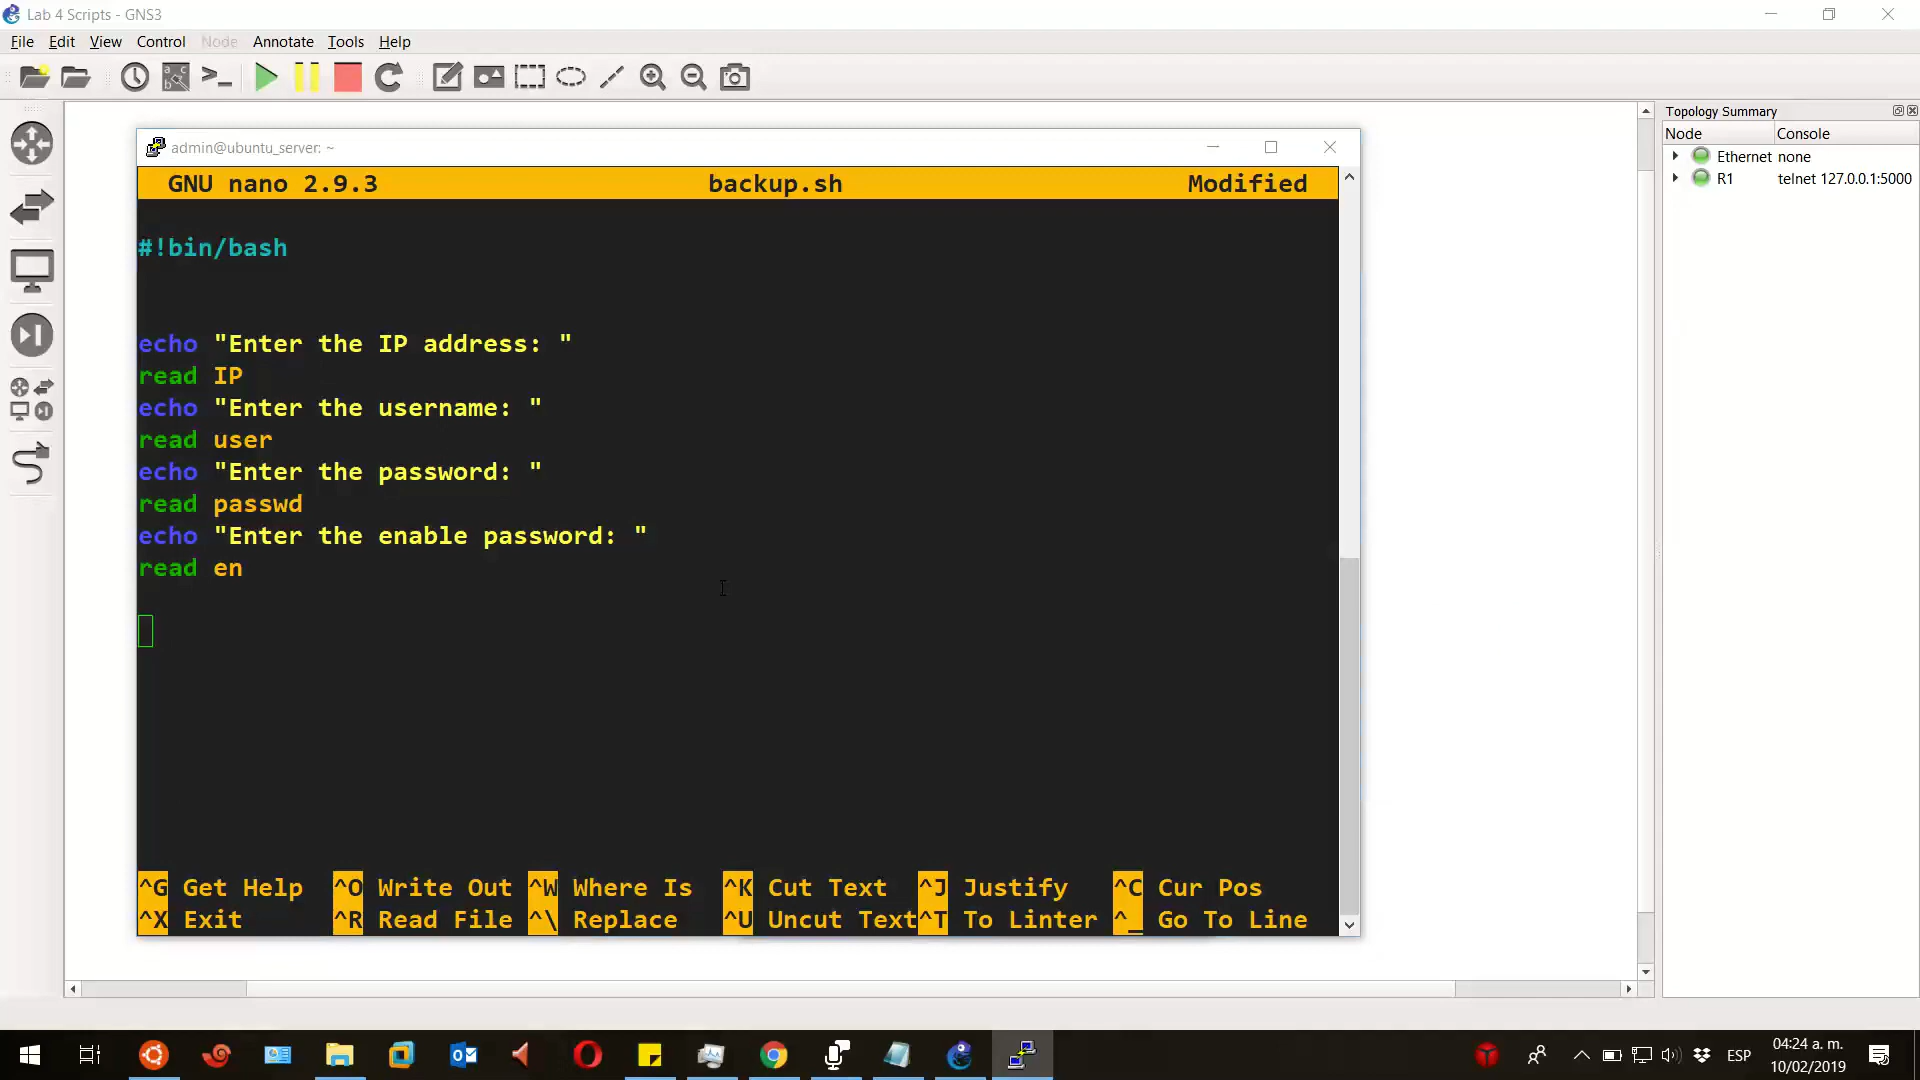 Lab 4 Scripts - GNS3
File Edit View Control Node Annotate Tools Help
Topology Summary
Node Console
Ethernet none
R1 telnet 127.0.0.1:5000
admin@ubuntu_server: ~
GNU nano 2.9.3 backup.sh Modified
#!bin/bash
echo "Enter the IP address: "
read IP
echo "Enter the username: "
read user
echo "Enter the password: "
read passwd
echo "Enter the enable password: "
read en
^G Get Help ^O Write Out ^W Where Is ^K Cut Text ^J Justify ^C Cur Pos
^X Exit ^R Read File ^\ Replace ^U Uncut Text ^T To Linter ^_ Go To Line
ESP
04:24 a. m.
10/02/2019